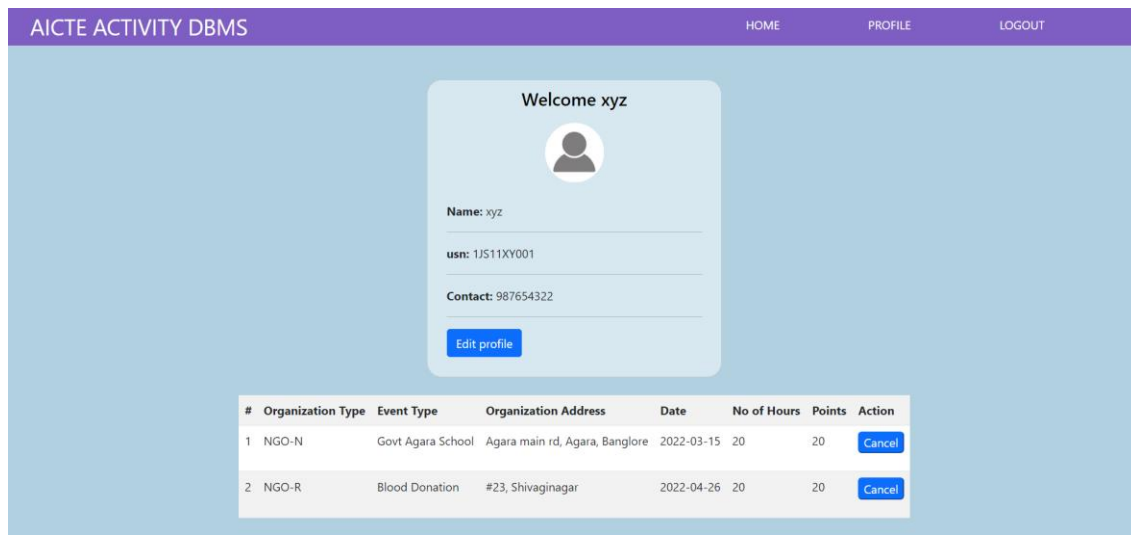 AICTE ACTIVITY DBMS HOME PROFILE LOGOUT
Welcome xyz
Name: xyz
usn: 1JS11XY001
Contact: 987654322
Edit profile
# Organization Type Event Type Organization Address Date No of Hours Points Action
1 NGO-N Govt Agara School Agara main rd, Agara, Banglore 2022-03-15 20 20 Cancel
2 NGO-R Blood Donation #23, Shivaginagar 2022-04-26 20 20 Cancel